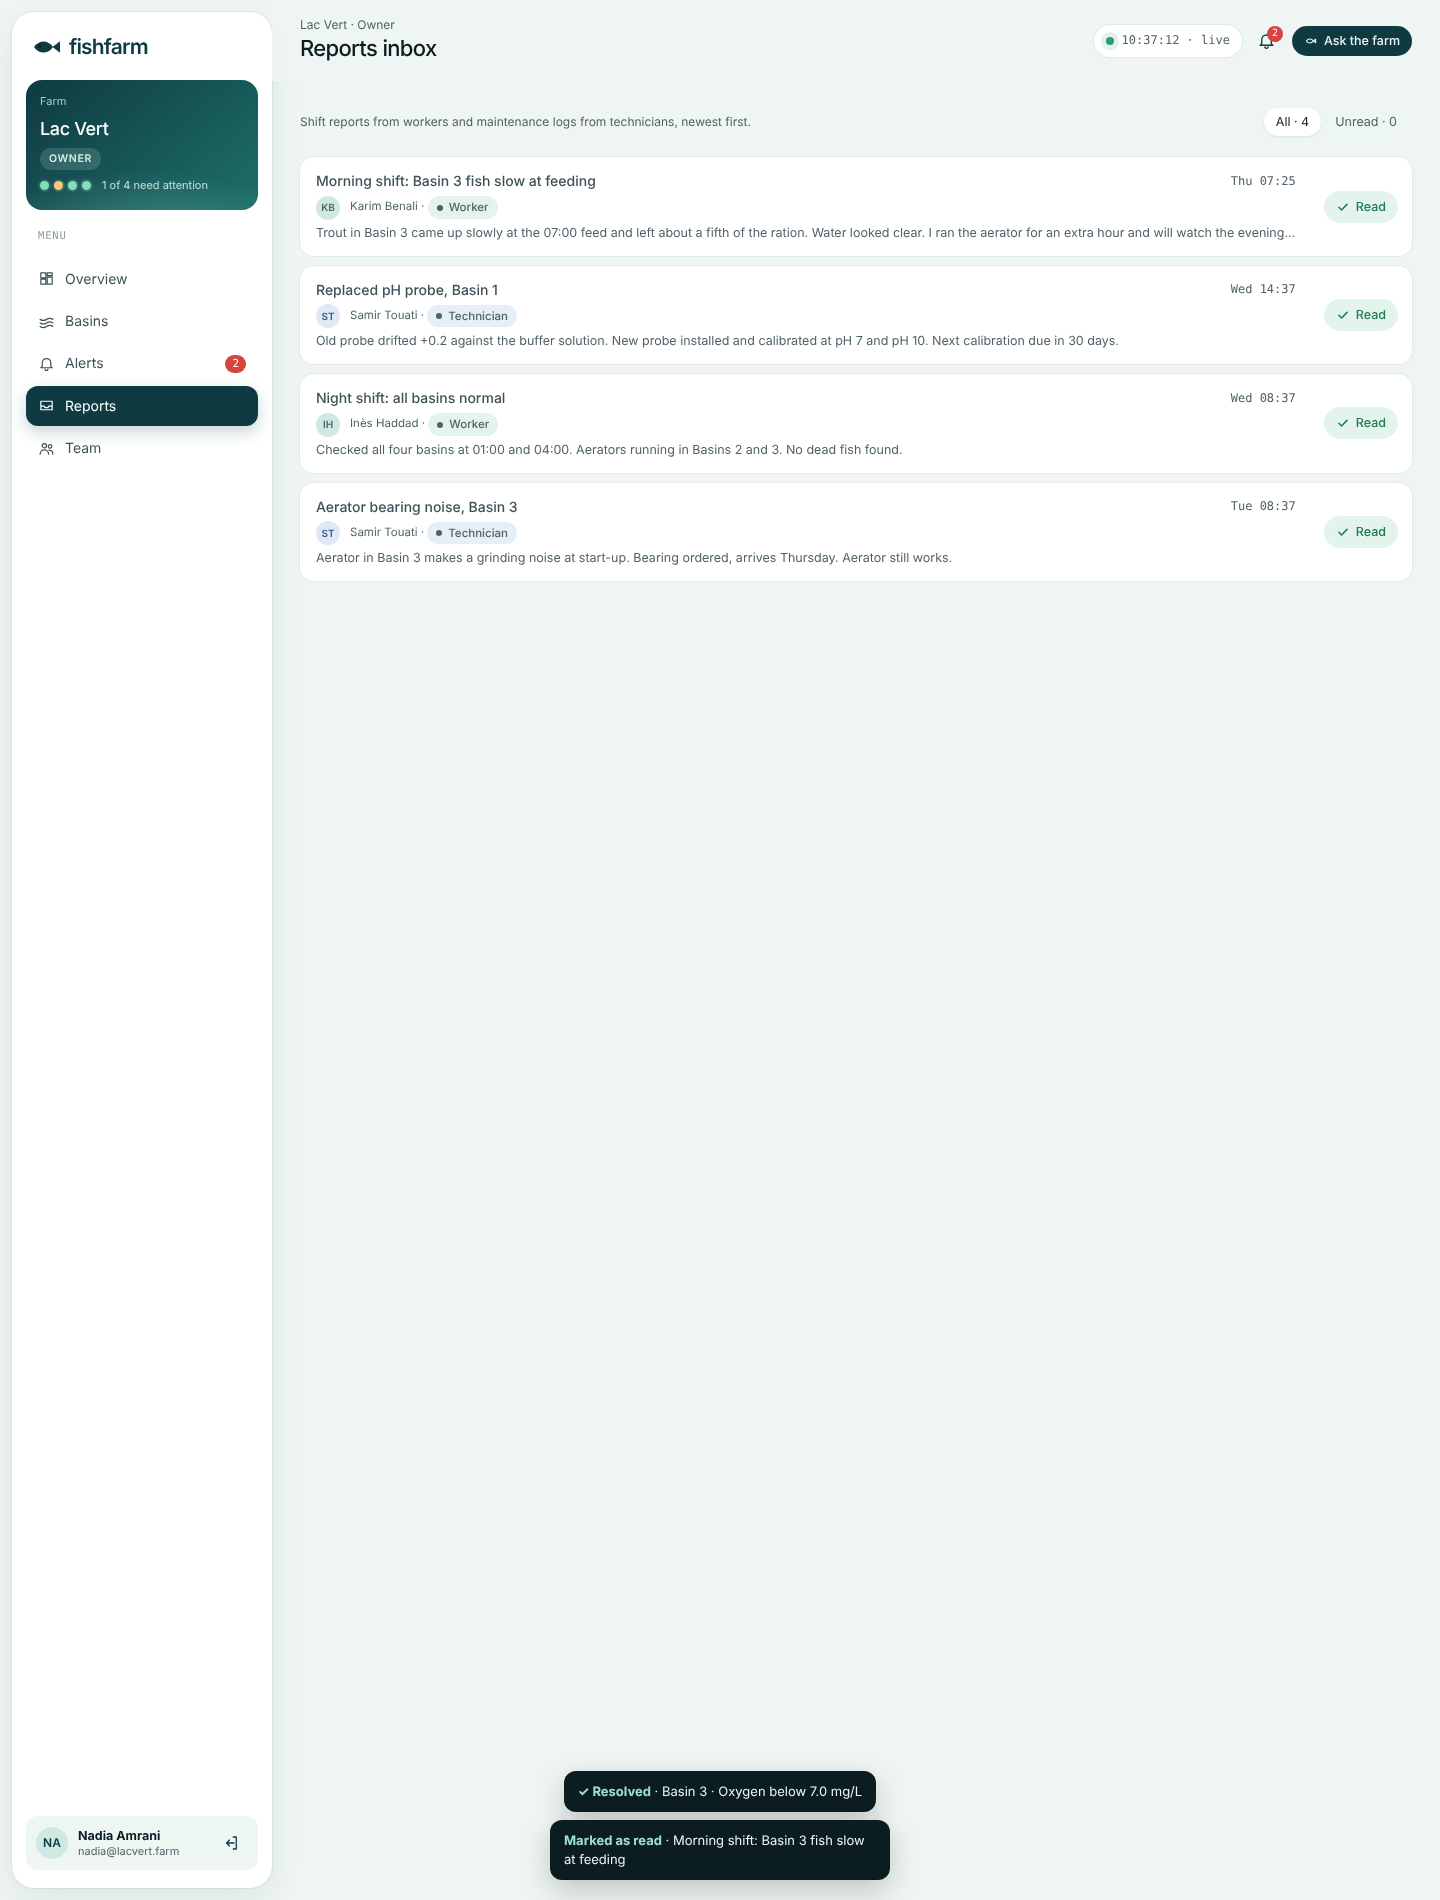 fishfarm
Farm
Lac Vert
OWNER
1 of 4 need attention
MENU
Overview
Basins
Alerts
2
Reports
Team
NA
Nadia Amrani
nadia@lacvert.farm
Lac Vert · Owner
Reports inbox
10:37:12 · live
2
Ask the farm
Shift reports from workers and maintenance logs from technicians, newest first.
All · 4
Unread · 0
Morning shift: Basin 3 fish slow at feeding
Thu 07:25
KB
Karim Benali ·
Worker
Trout in Basin 3 came up slowly at the 07:00 feed and left about a fifth of the ration. Water looked clear. I ran the aerator for an extra hour and will watch the evening…
Read
Replaced pH probe, Basin 1
Wed 14:37
ST
Samir Touati ·
Technician
Old probe drifted +0.2 against the buffer solution. New probe installed and calibrated at pH 7 and pH 10. Next calibration due in 30 days.
Read
Night shift: all basins normal
Wed 08:37
IH
Inès Haddad ·
Worker
Checked all four basins at 01:00 and 04:00. Aerators running in Basins 2 and 3. No dead fish found.
Read
Aerator bearing noise, Basin 3
Tue 08:37
ST
Samir Touati ·
Technician
Aerator in Basin 3 makes a grinding noise at start-up. Bearing ordered, arrives Thursday. Aerator still works.
Read
✓ Resolved · Basin 3 · Oxygen below 7.0 mg/L
Marked as read · Morning shift: Basin 3 fish slow
at feeding